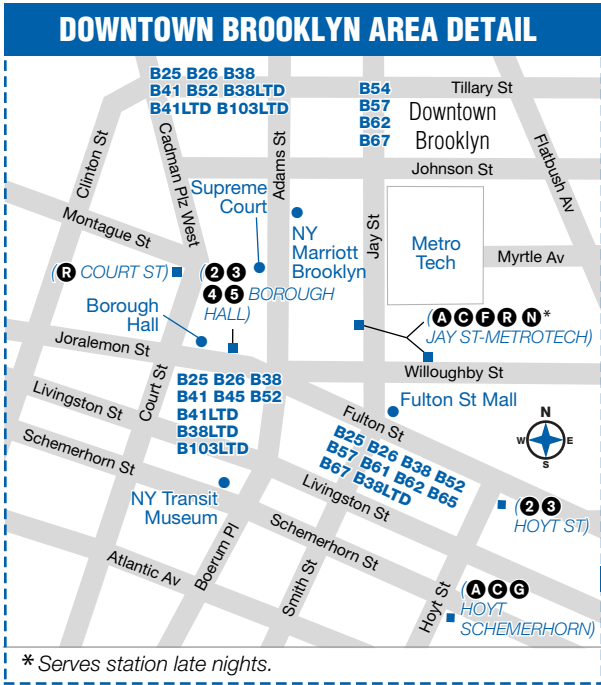 DOWNTOWN BROOKLYN AREA DETAIL
B25 B26 B38
B41 B52 B38LTD
B41LTD B103LTD
B54
B57
B62
B67
Downtown
Brooklyn
Tillary St
Clinton St
Cadman Plz West
Adams St
Jay St
Flatbush Av
Johnson St
Montague St
Supreme
Court
NY
Marriott
Brooklyn
Metro
Tech
Myrtle Av
(R COURT ST)
(2 3
4 5 BOROUGH
HALL)
Borough
Hall
(A C F R N*
JAY ST-METROTECH)
Joralemon St
Willoughby St
Court St
B25 B26 B38
B41 B45 B52
B41LTD
B38LTD
B103LTD
Fulton St Mall
Livingston St
Fulton St
N
W E
S
B25 B26 B38 B52
B57 B61 B62 B65
B67 B38LTD
Schemerhorn St
NY Transit
Museum
Livingston St
(2 3
HOYT ST)
Schemerhorn St
Atlantic Av
Boerum Pl
Smith St
Hoyt St
(A C G
HOYT
SCHEMERHORN)
* Serves station late nights.